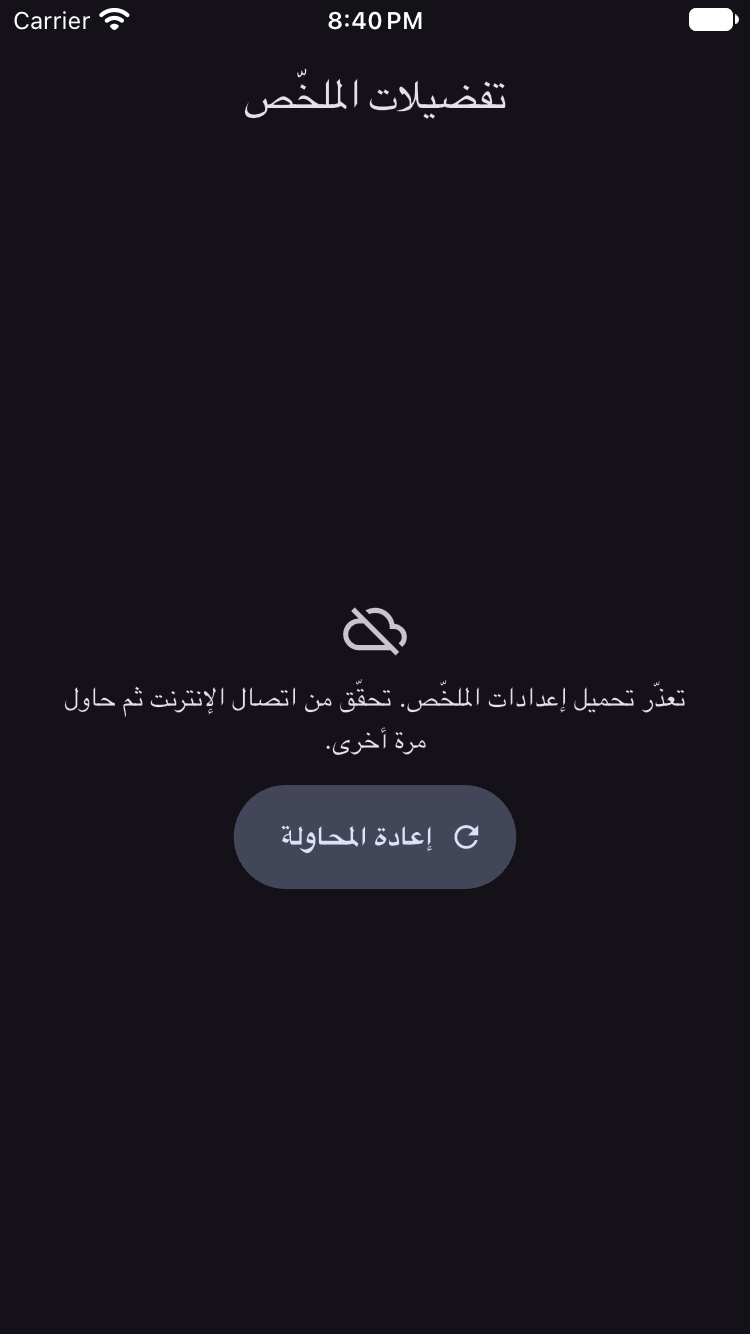 Carrier 8:40 PM
تفضيلات الملخّص
تعذّر تحميل إعدادات الملخّص. تحقّق من اتصال الإنترنت ثم حاول
مرة أخرى.
إعادة المحاولة